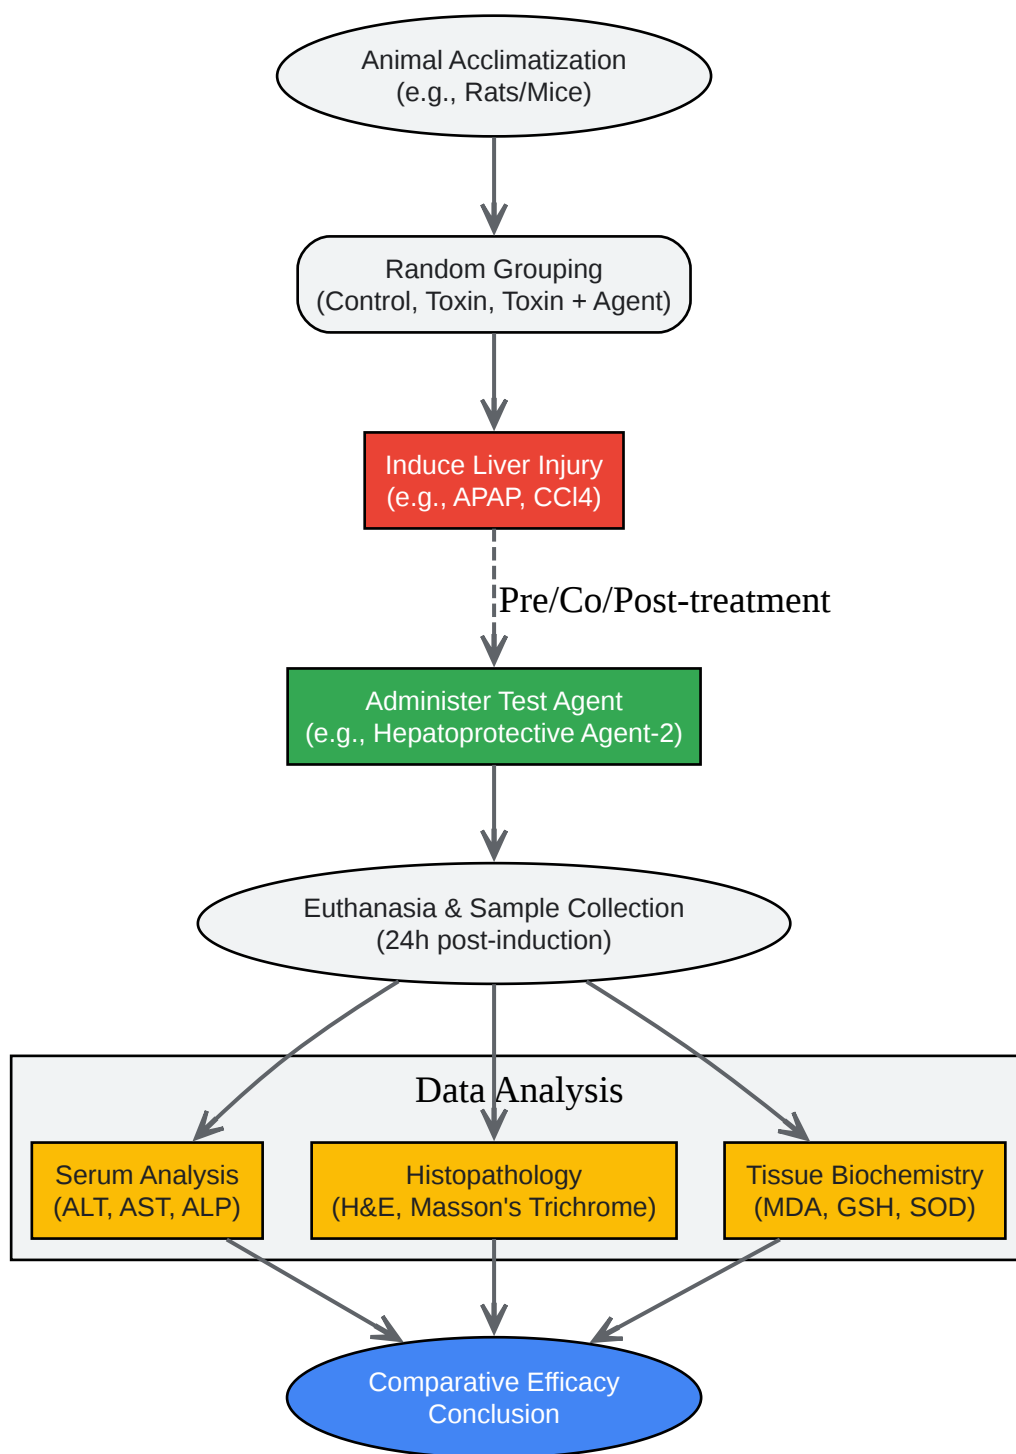 Animal Acclimatization
(e.g., Rats/Mice)
Random Grouping
(Control, Toxin, Toxin + Agent)
Induce Liver Injury
(e.g., APAP, CCl4)
Pre/Co/Post-treatment
Administer Test Agent
(e.g., Hepatoprotective Agent-2)
Euthanasia & Sample Collection
(24h post-induction)
Data Analysis
Serum Analysis
(ALT, AST, ALP)
Histopathology
(H&E, Masson's Trichrome)
Tissue Biochemistry
(MDA, GSH, SOD)
Comparative Efficacy
Conclusion